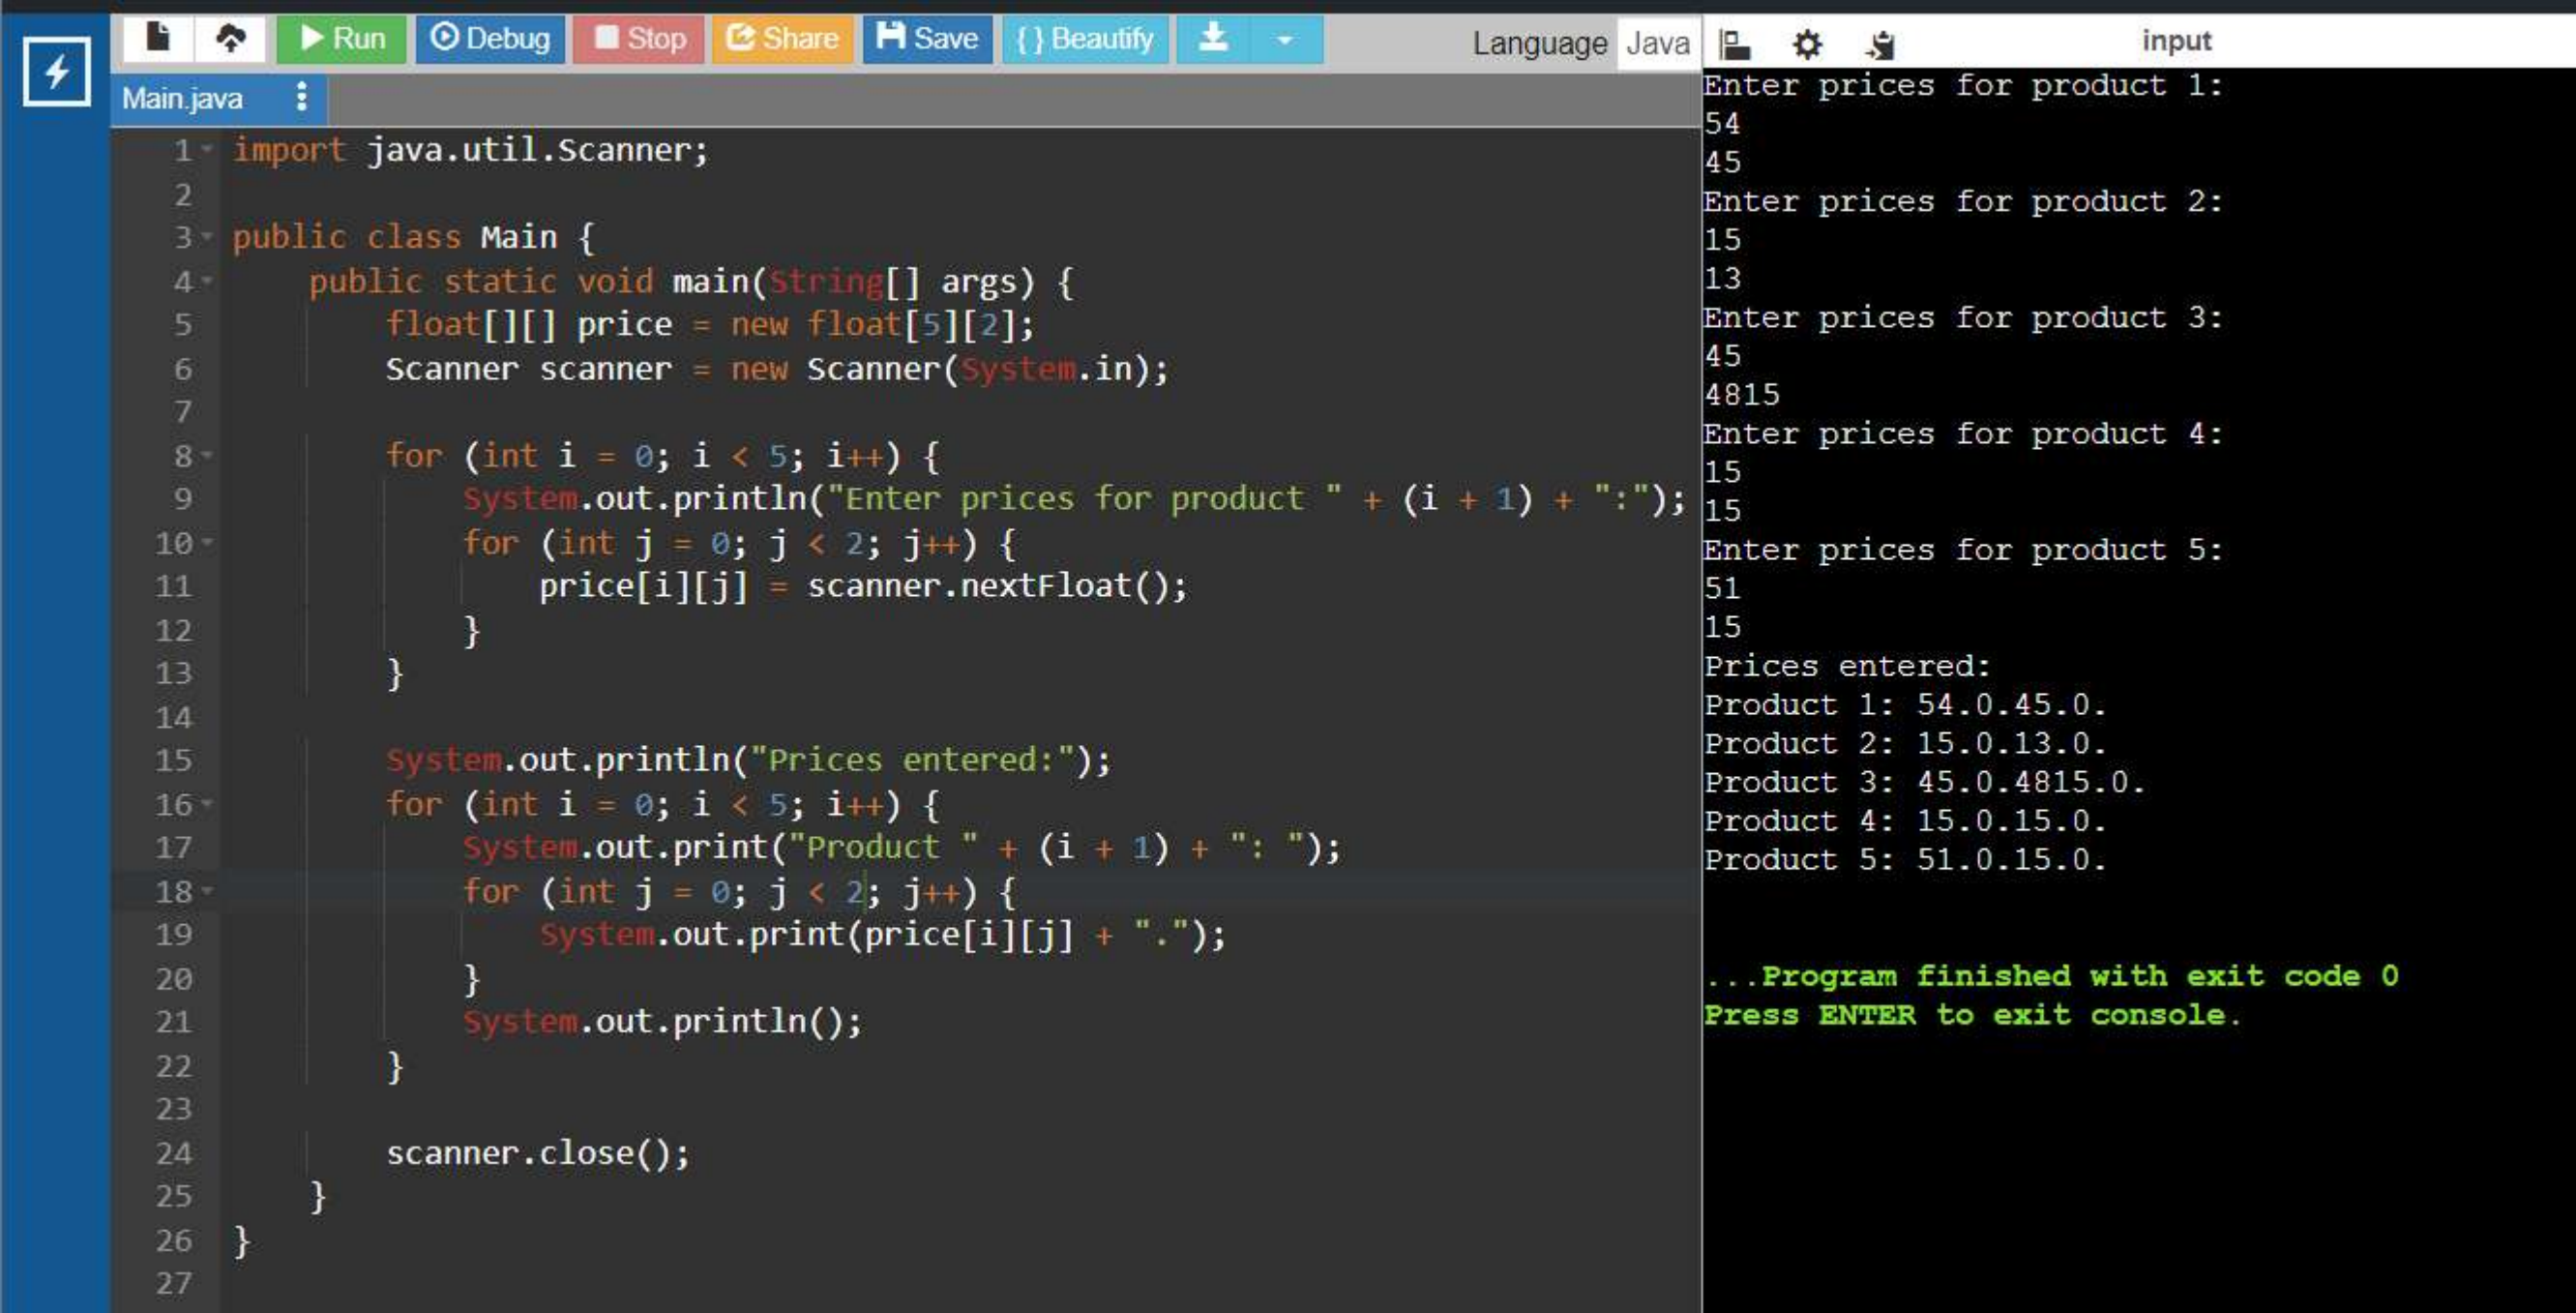 Run Debug Stop Share Save {} Beautify Language Java
Main.java
1 import java.util.Scanner;
2
3 public class Main {
4     public static void main(String[] args) {
5         float[][] price = new float[5][2];
6         Scanner scanner = new Scanner(System.in);
7
8         for (int i = 0; i < 5; i++) {
9             System.out.println("Enter prices for product " + (i + 1) + ":");
10             for (int j = 0; j < 2; j++) {
11                 price[i][j] = scanner.nextFloat();
12             }
13         }
14
15         System.out.println("Prices entered:");
16         for (int i = 0; i < 5; i++) {
17             System.out.print("Product " + (i + 1) + ": ");
18             for (int j = 0; j < 2; j++) {
19                 System.out.print(price[i][j] + ".");
20             }
21             System.out.println();
22         }
23
24         scanner.close();
25     }
26 }
27
input
Enter prices for product 1:
54
45
Enter prices for product 2:
15
13
Enter prices for product 3:
45
4815
Enter prices for product 4:
15
15
Enter prices for product 5:
51
15
Prices entered:
Product 1: 54.0.45.0.
Product 2: 15.0.13.0.
Product 3: 45.0.4815.0.
Product 4: 15.0.15.0.
Product 5: 51.0.15.0.
...Program finished with exit code 0
Press ENTER to exit console.